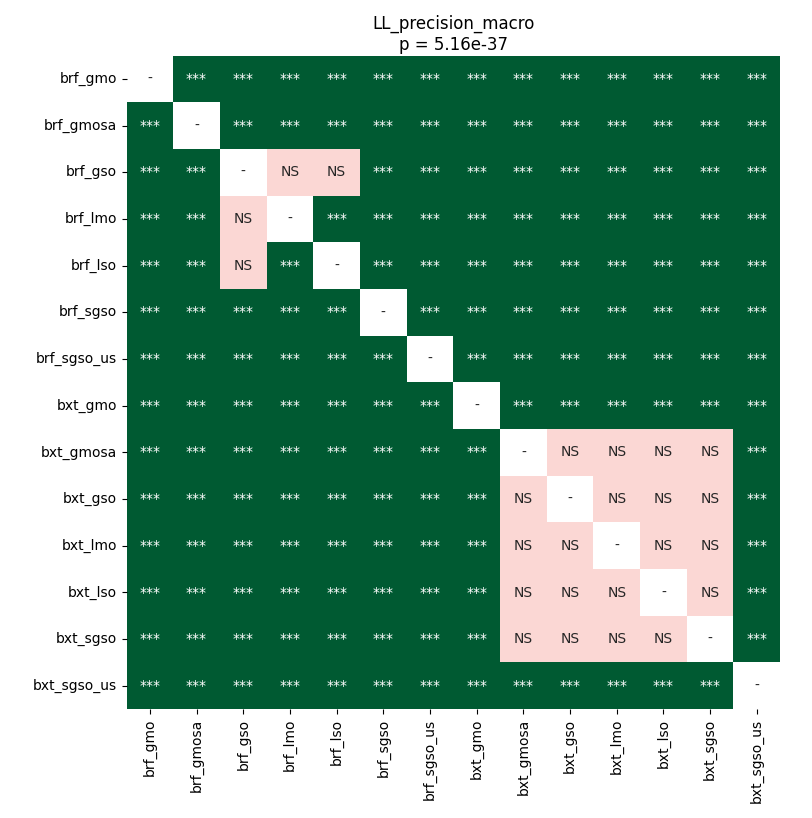 LL_precision_macro
p = 5.16e-37
brf_gmo - *** *** *** *** *** *** *** *** *** *** *** *** ***
brf_gmosa *** - *** *** *** *** *** *** *** *** *** *** *** ***
brf_gso *** *** - NS NS *** *** *** *** *** *** *** *** ***
brf_lmo *** *** NS - *** *** *** *** *** *** *** *** *** ***
brf_lso *** *** NS *** - *** *** *** *** *** *** *** *** ***
brf_sgso *** *** *** *** *** - *** *** *** *** *** *** *** ***
brf_sgso_us *** *** *** *** *** *** - *** *** *** *** *** *** ***
bxt_gmo *** *** *** *** *** *** *** - *** *** *** *** *** ***
bxt_gmosa *** *** *** *** *** *** *** *** - NS NS NS NS ***
bxt_gso *** *** *** *** *** *** *** *** NS - NS NS NS ***
bxt_lmo *** *** *** *** *** *** *** *** NS NS - NS NS ***
bxt_lso *** *** *** *** *** *** *** *** NS NS NS - NS ***
bxt_sgso *** *** *** *** *** *** *** *** NS NS NS NS - ***
bxt_sgso_us *** *** *** *** *** *** *** *** *** *** *** *** *** -
brf_gmo brf_gmosa brf_gso brf_lmo brf_lso brf_sgso brf_sgso_us bxt_gmo bxt_gmosa bxt_gso bxt_lmo bxt_lso bxt_sgso bxt_sgso_us